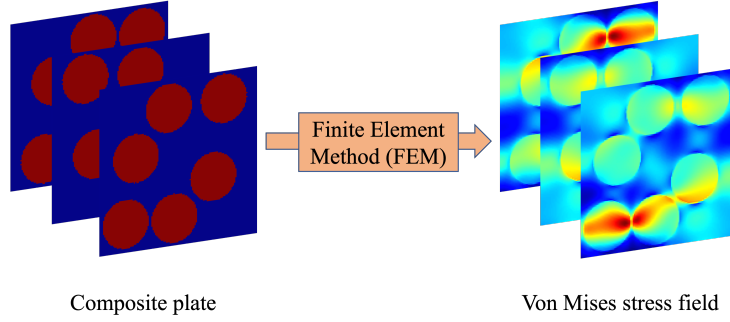 Finite Element
Method (FEM)
Composite plate
Von Mises stress field